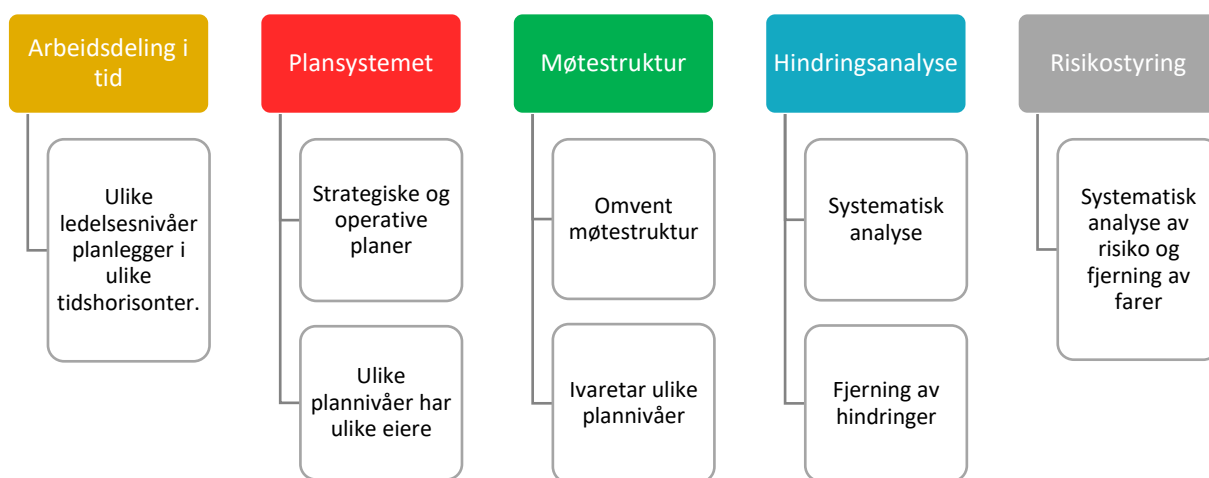 Arbeidsdeling i
tid
Ulike
ledelsesnivåer
planlegger i
ulike
tidshorisonter.
Plansystemet
Strategiske og
operative
planer
Ulike
plannivåer har
ulike eiere
Møtestruktur
Omvent
møtestruktur
Ivaretar ulike
plannivåer
Hindringsanalyse
Systematisk
analyse
Fjerning av
hindringer
Risikostyring
Systematisk
analyse av
risiko og
fjerning av
farer